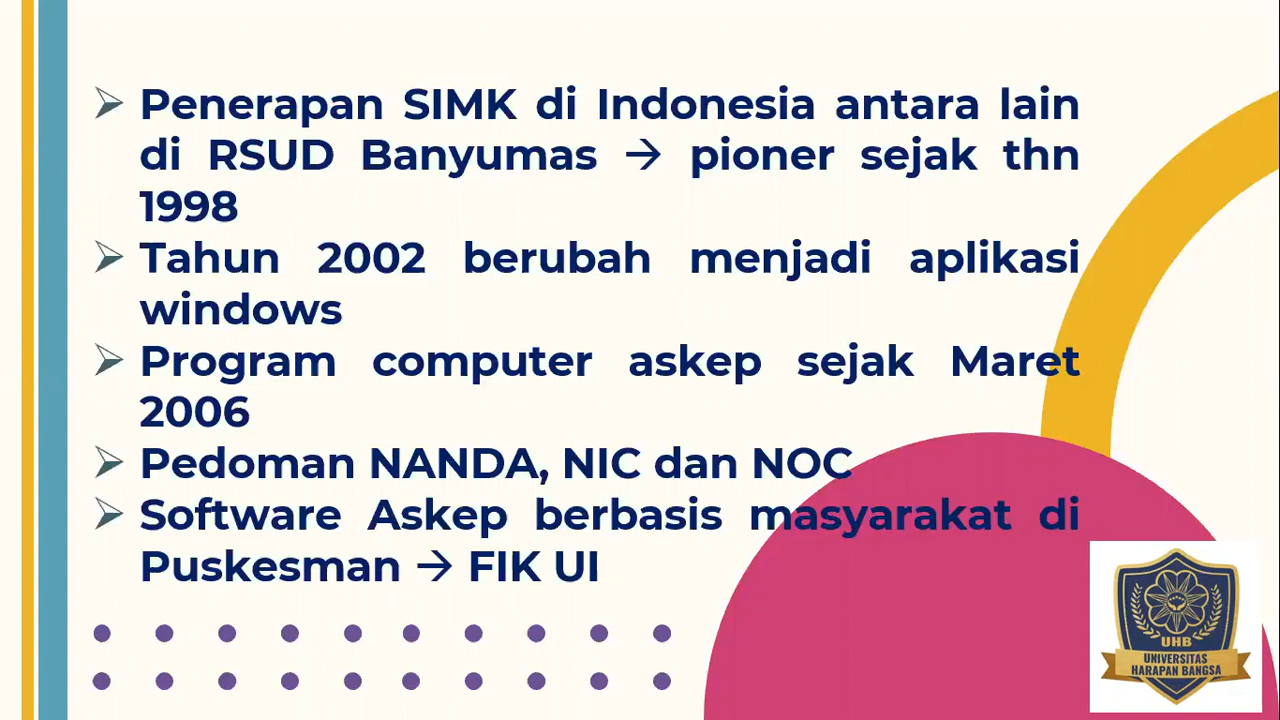 ➢ Penerapan SIMK di Indonesia antara lain
di RSUD Banyumas → pioner sejak thn
1998
➢ Tahun 2002 berubah menjadi aplikasi
windows
➢ Program computer askep sejak Maret
2006
➢ Pedoman NANDA, NIC dan NOC
➢ Software Askep berbasis masyarakat di
Puskesman → FIK UI
UHB
UNIVERSITAS
HARAPAN BANGSA